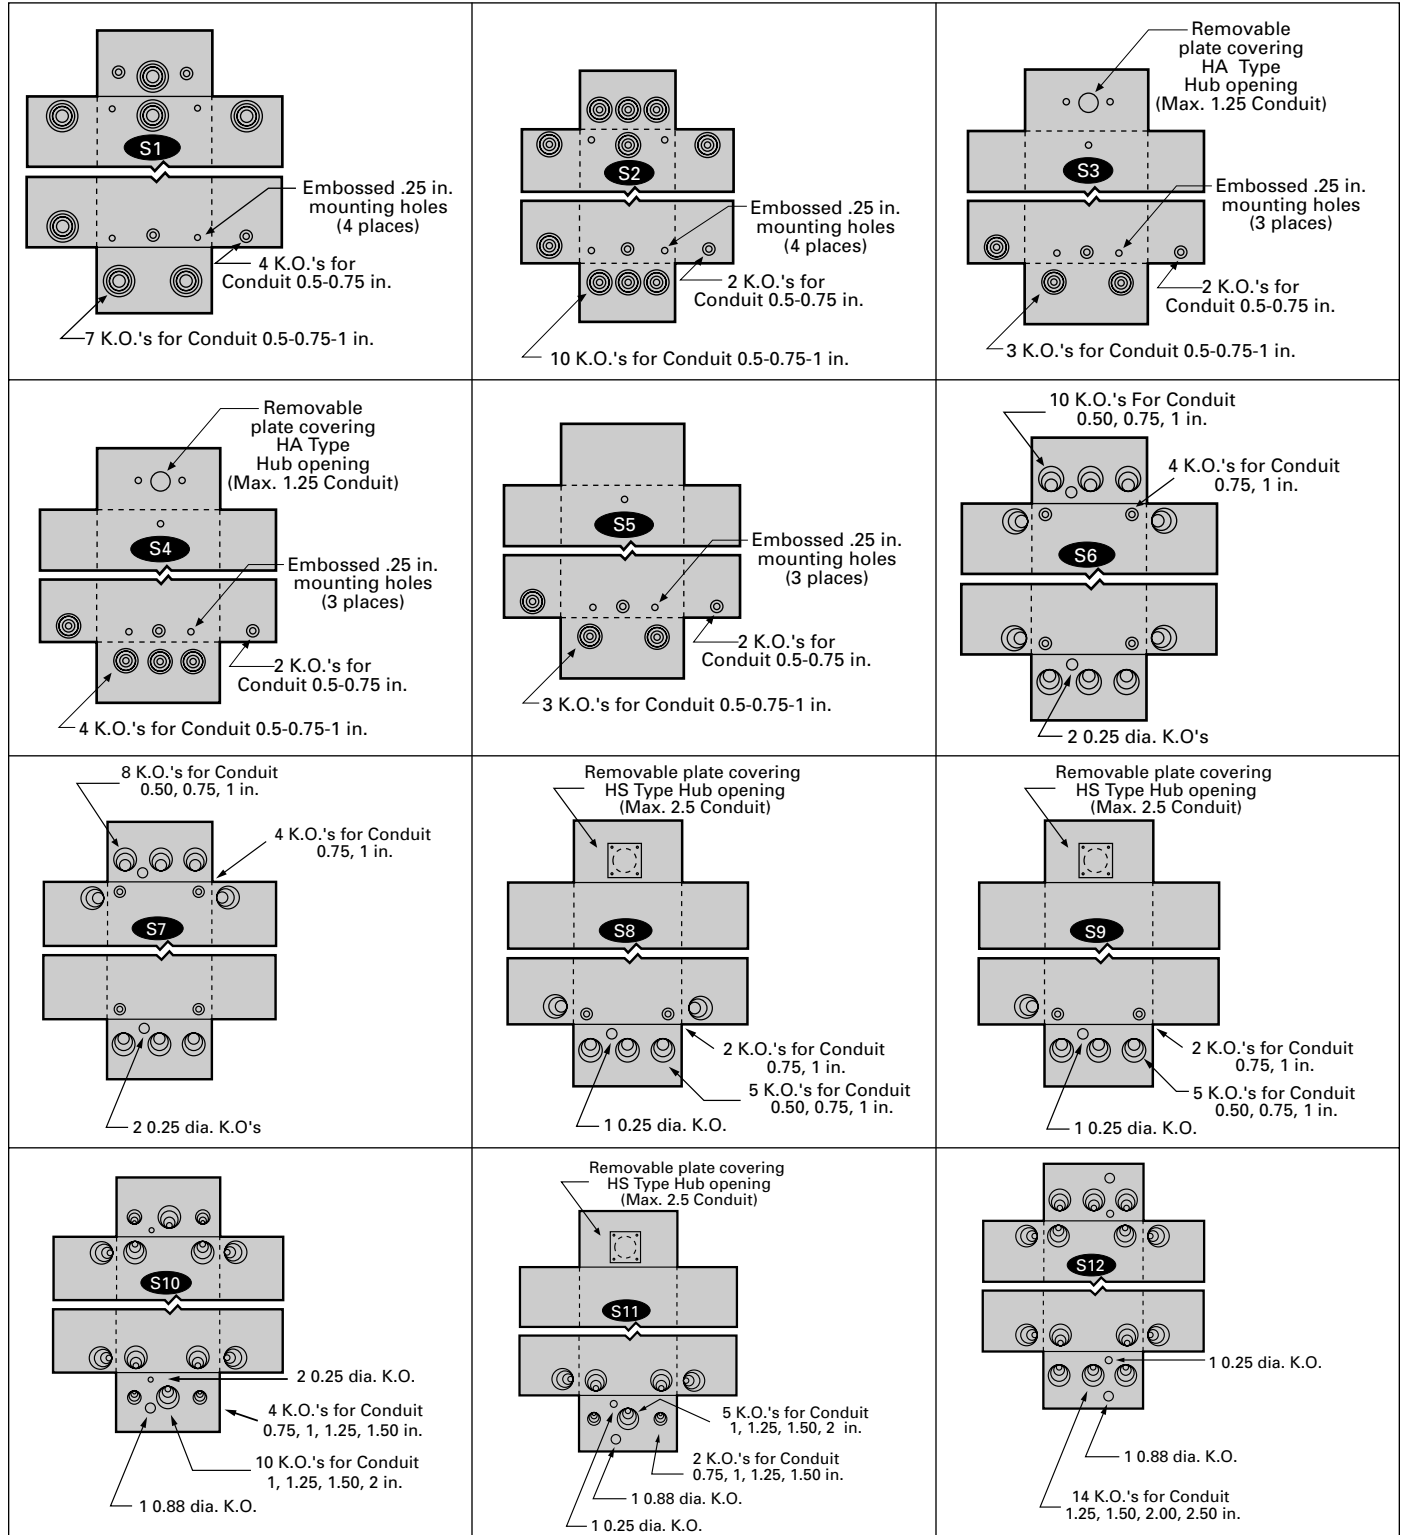 S1
Embossed .25 in.
mounting holes
(4 places)
4 K.O.'s for
Conduit 0.5-0.75 in.
7 K.O.'s for Conduit 0.5-0.75-1 in.
S2
Embossed .25 in.
mounting holes
(4 places)
2 K.O.'s for
Conduit 0.5-0.75 in.
10 K.O.'s for Conduit 0.5-0.75-1 in.
Removable
plate covering
HA Type
Hub opening
(Max. 1.25 Conduit)
S3
Embossed .25 in.
mounting holes
(3 places)
2 K.O.'s for
Conduit 0.5-0.75 in.
3 K.O.'s for Conduit 0.5-0.75-1 in.
Removable
plate covering
HA Type
Hub opening
(Max. 1.25 Conduit)
S4
Embossed .25 in.
mounting holes
(3 places)
2 K.O.'s for
Conduit 0.5-0.75 in.
4 K.O.'s for Conduit 0.5-0.75-1 in.
S5
Embossed .25 in.
mounting holes
(3 places)
2 K.O.'s for
Conduit 0.5-0.75 in.
3 K.O.'s for Conduit 0.5-0.75-1 in.
10 K.O.'s For Conduit
0.50, 0.75, 1 in.
4 K.O.'s for Conduit
0.75, 1 in.
S6
2 0.25 dia. K.O's
8 K.O.'s for Conduit
0.50, 0.75, 1 in.
4 K.O.'s for Conduit
0.75, 1 in.
S7
2 0.25 dia. K.O's
Removable plate covering
HS Type Hub opening
(Max. 2.5 Conduit)
S8
2 K.O.'s for Conduit
0.75, 1 in.
5 K.O.'s for Conduit
0.50, 0.75, 1 in.
1 0.25 dia. K.O.
Removable plate covering
HS Type Hub opening
(Max. 2.5 Conduit)
S9
2 K.O.'s for Conduit
0.75, 1 in.
5 K.O.'s for Conduit
0.50, 0.75, 1 in.
1 0.25 dia. K.O.
S10
2 0.25 dia. K.O.
4 K.O.'s for Conduit
0.75, 1, 1.25, 1.50 in.
10 K.O.'s for Conduit
1, 1.25, 1.50, 2 in.
1 0.88 dia. K.O.
Removable plate covering
HS Type Hub opening
(Max. 2.5 Conduit)
S11
5 K.O.'s for Conduit
1, 1.25, 1.50, 2 in.
2 K.O.'s for Conduit
0.75, 1, 1.25, 1.50 in.
1 0.88 dia. K.O.
1 0.25 dia. K.O.
S12
1 0.25 dia. K.O.
1 0.88 dia. K.O.
14 K.O.'s for Conduit
1.25, 1.50, 2.00, 2.50 in.